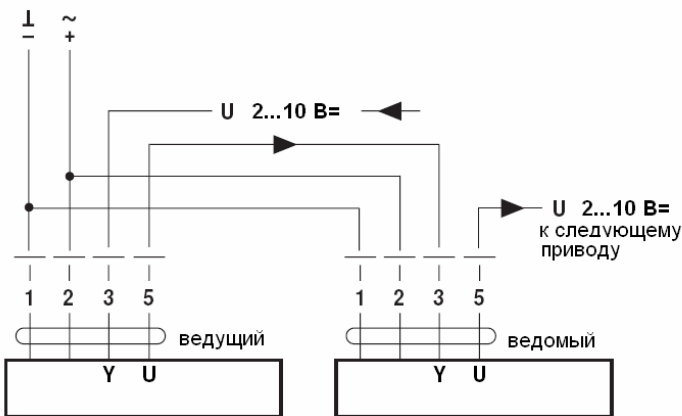 ⊥ ~
− +
U 2...10 В=
U 2...10 В=
к следующему
приводу
1 2 3 5
1 2 3 5
ведущий
ведомый
Y U
Y U